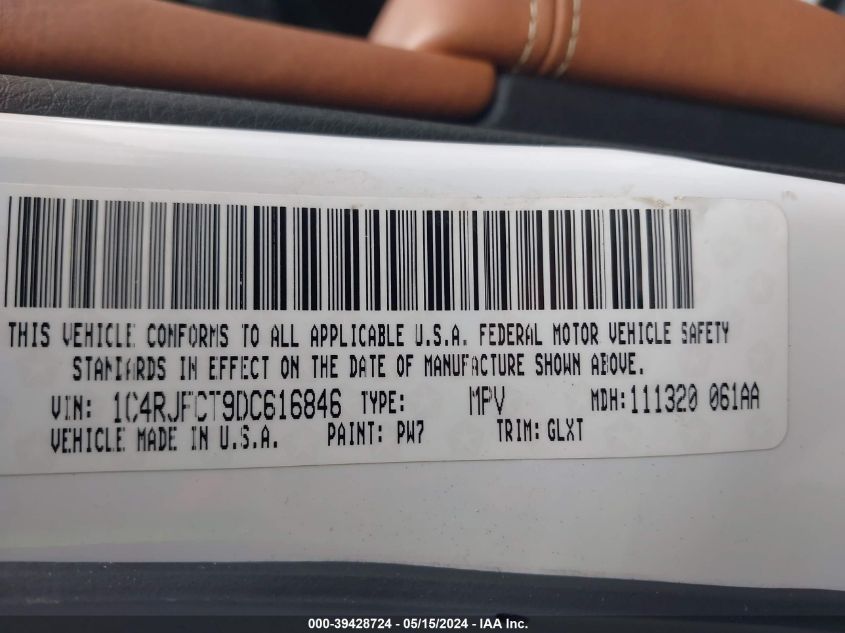 THIS VEHICLE CONFORMS TO ALL APPLICABLE U.S.A. FEDERAL MOTOR VEHICLE SAFETY
STANDARDS IN EFFECT ON THE DATE OF MANUFACTURE SHOWN ABOVE.
VIN: 1C4RJFCT9DC616846 TYPE: MPV MDH: 111320 061AA
VEHICLE MADE IN U.S.A. PAINT: PW7 TRIM: GLXT
000-39428724 - 05/15/2024 - IAA Inc.